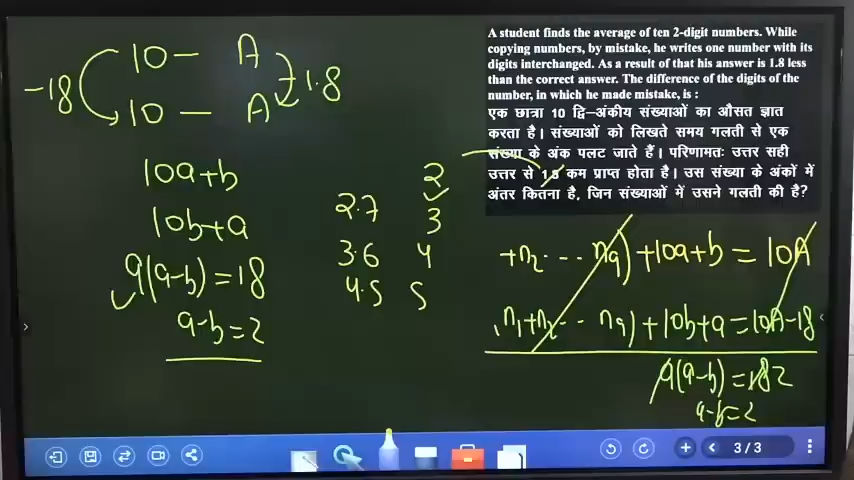 A student finds the average of ten 2-digit numbers. While
copying numbers, by mistake, he writes one number with its
digits interchanged. As a result of that his answer is 1.8 less
than the correct answer. The difference of the digits of the
number, in which he made mistake, is :
एक छात्रा 10 द्वि–अंकीय संख्याओं का औसत ज्ञात
करता है। संख्याओं को लिखते समय गलती से एक
संख्या के अंक पलट जाते हैं। परिणामतः उत्तर सही
उत्तर से 1.8 कम प्राप्त होता है। उस संख्या के अंकों में
अंतर कितना है, जिन संख्याओं में उसने गलती की है?
10 — A
-18 1.8
10 — A
10a+b
10b+a
9(a-b)=18
a-b=2
2
2.7 3
3.6 4
4.5 5
+n2 --- n9)+10a+b = 10A
n1+n2 --- n9)+10b+a=10A-18
9(a-b)=18 2
a-b=2
3/3